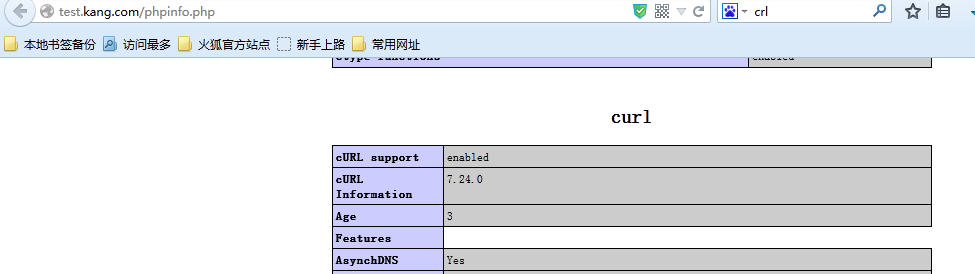 test.kang.com/phpinfo.php crl
本地书签备份 访问最多 火狐官方站点 新手上路 常用网址
ctype functions enabled
curl
cURL support enabled
cURL Information 7.24.0
Age 3
Features
AsynchDNS Yes